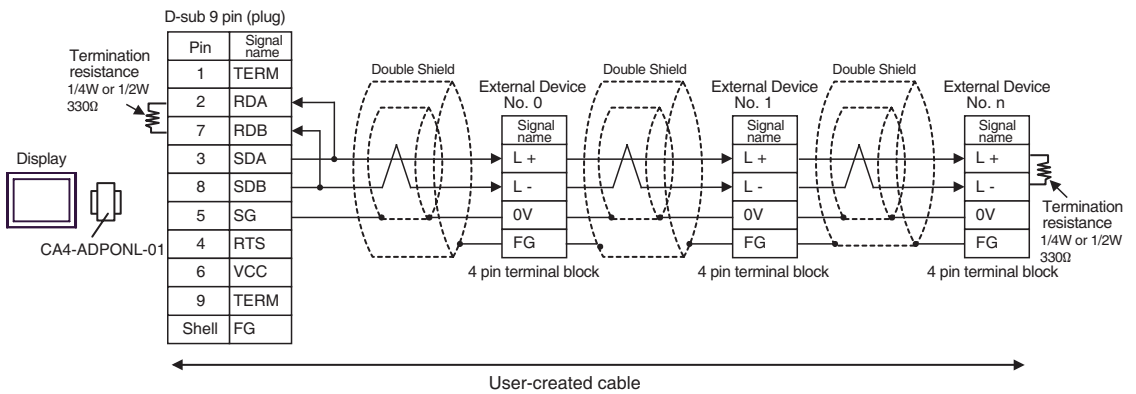 D-sub 9 pin (plug)
Termination
resistance
1/4W or 1/2W
330Ω
Pin Signal name
1 TERM
2 RDA
7 RDB
3 SDA
8 SDB
5 SG
4 RTS
6 VCC
9 TERM
Shell FG
Display
CA4-ADPONL-01
Double Shield
External Device
No. 0
Signal
name
L +
L -
0V
FG
4 pin terminal block
Double Shield
External Device
No. 1
Signal
name
L +
L -
0V
FG
4 pin terminal block
Double Shield
External Device
No. n
Signal
name
L +
L -
0V
FG
4 pin terminal block
Termination
resistance
1/4W or 1/2W
330Ω
User-created cable